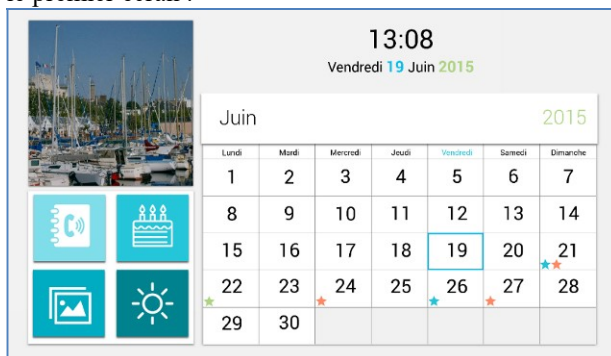 13:08
Vendredi 19 Juin 2015
Juin 2015
Lundi Mardi Mercredi Jeudi Vendredi Samedi Dimanche
1 2 3 4 5 6 7
8 9 10 11 12 13 14
15 16 17 18 19 20 21
22 23 24 25 26 27 28
29 30